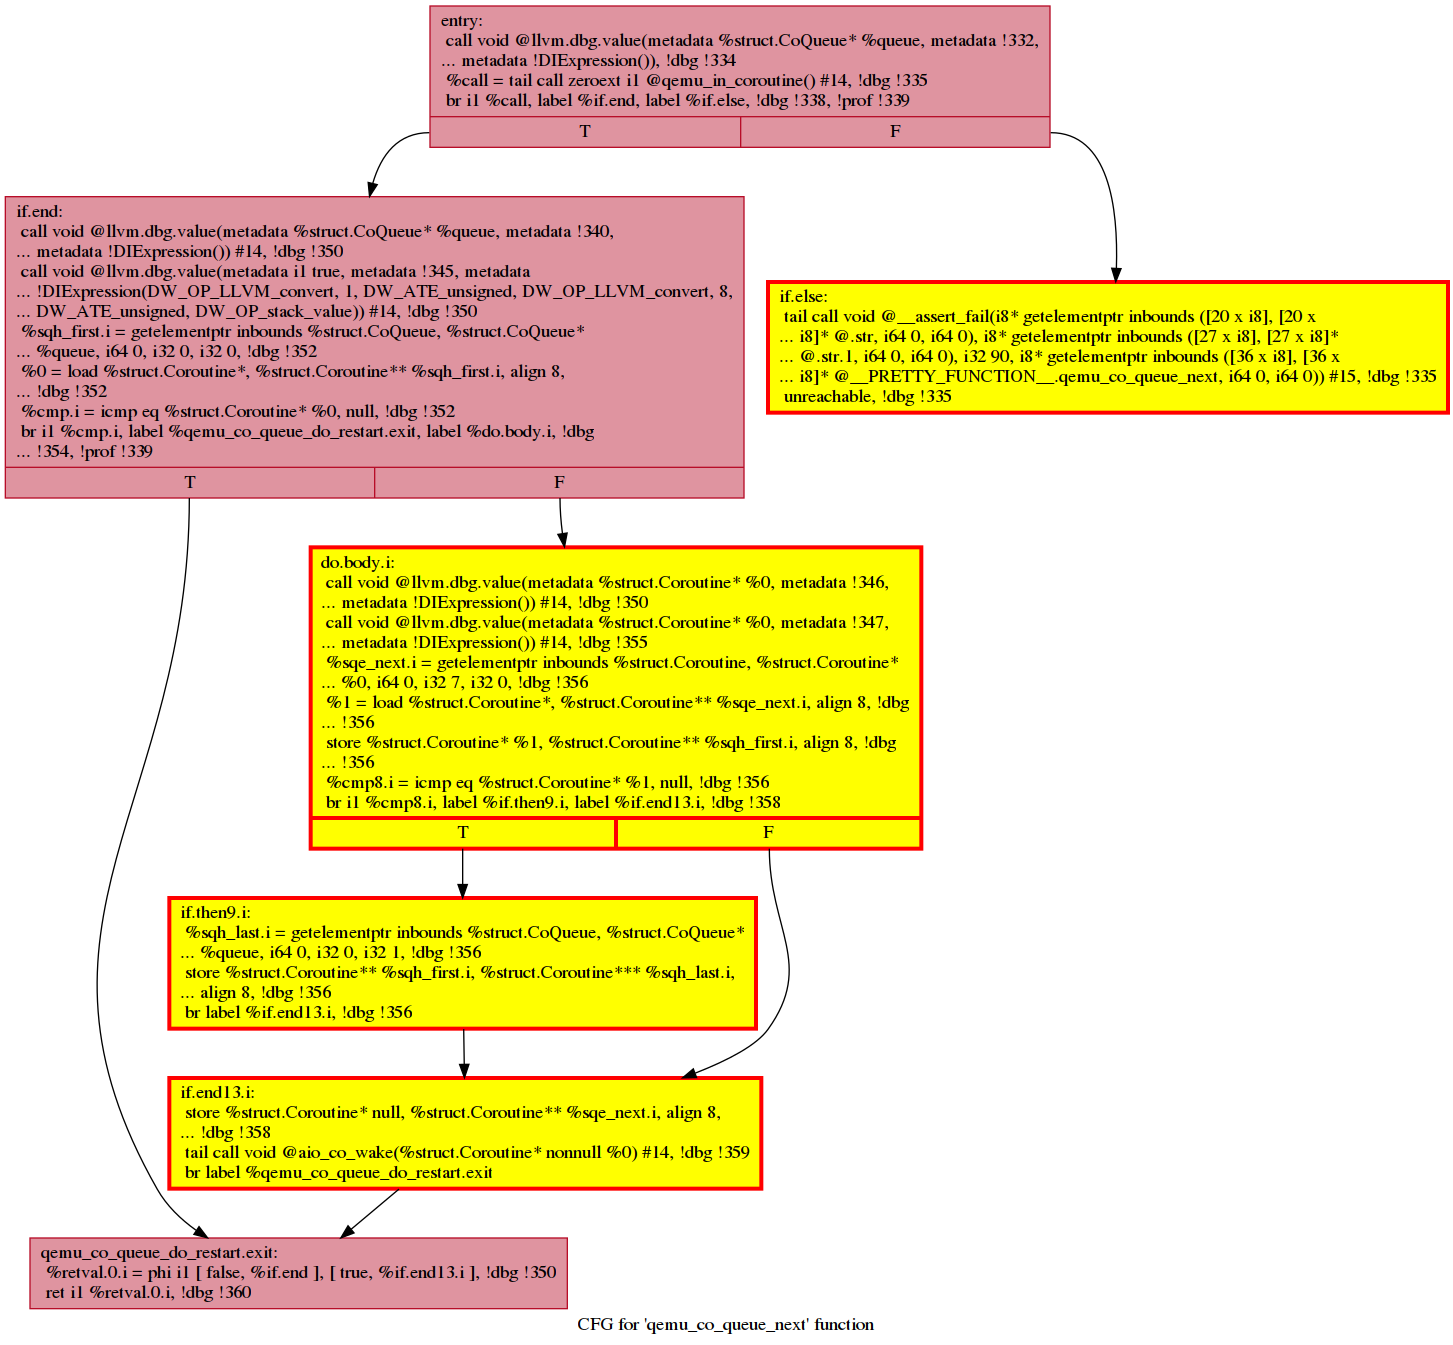 entry:
call void @llvm.dbg.value(metadata %struct.CoQueue* %queue, metadata !332,
... metadata !DIExpression()), !dbg !334
%call = tail call zeroext i1 @qemu_in_coroutine() #14, !dbg !335
br i1 %call, label %if.end, label %if.else, !dbg !338, !prof !339
T F
if.end:
call void @llvm.dbg.value(metadata %struct.CoQueue* %queue, metadata !340,
... metadata !DIExpression()) #14, !dbg !350
call void @llvm.dbg.value(metadata i1 true, metadata !345, metadata
... !DIExpression(DW_OP_LLVM_convert, 1, DW_ATE_unsigned, DW_OP_LLVM_convert, 8,
... DW_ATE_unsigned, DW_OP_stack_value)) #14, !dbg !350
%sqh_first.i = getelementptr inbounds %struct.CoQueue, %struct.CoQueue*
... %queue, i64 0, i32 0, i32 0, !dbg !352
%0 = load %struct.Coroutine*, %struct.Coroutine** %sqh_first.i, align 8,
... !dbg !352
%cmp.i = icmp eq %struct.Coroutine* %0, null, !dbg !352
br i1 %cmp.i, label %qemu_co_queue_do_restart.exit, label %do.body.i, !dbg
... !354, !prof !339
T F
if.else:
tail call void @__assert_fail(i8* getelementptr inbounds ([20 x i8], [20 x
... i8]* @.str, i64 0, i64 0), i8* getelementptr inbounds ([27 x i8], [27 x i8]*
... @.str.1, i64 0, i64 0), i32 90, i8* getelementptr inbounds ([36 x i8], [36 x
... i8]* @__PRETTY_FUNCTION__.qemu_co_queue_next, i64 0, i64 0)) #15, !dbg !335
unreachable, !dbg !335
do.body.i:
call void @llvm.dbg.value(metadata %struct.Coroutine* %0, metadata !346,
... metadata !DIExpression()) #14, !dbg !350
call void @llvm.dbg.value(metadata %struct.Coroutine* %0, metadata !347,
... metadata !DIExpression()) #14, !dbg !355
%sqe_next.i = getelementptr inbounds %struct.Coroutine, %struct.Coroutine*
... %0, i64 0, i32 7, i32 0, !dbg !356
%1 = load %struct.Coroutine*, %struct.Coroutine** %sqe_next.i, align 8, !dbg
... !356
store %struct.Coroutine* %1, %struct.Coroutine** %sqh_first.i, align 8, !dbg
... !356
%cmp8.i = icmp eq %struct.Coroutine* %1, null, !dbg !356
br i1 %cmp8.i, label %if.then9.i, label %if.end13.i, !dbg !358
T F
if.then9.i:
%sqh_last.i = getelementptr inbounds %struct.CoQueue, %struct.CoQueue*
... %queue, i64 0, i32 0, i32 1, !dbg !356
store %struct.Coroutine** %sqh_first.i, %struct.Coroutine*** %sqh_last.i,
... align 8, !dbg !356
br label %if.end13.i, !dbg !356
if.end13.i:
store %struct.Coroutine* null, %struct.Coroutine** %sqe_next.i, align 8,
... !dbg !358
tail call void @aio_co_wake(%struct.Coroutine* nonnull %0) #14, !dbg !359
br label %qemu_co_queue_do_restart.exit
qemu_co_queue_do_restart.exit:
%retval.0.i = phi i1 [ false, %if.end ], [ true, %if.end13.i ], !dbg !350
ret i1 %retval.0.i, !dbg !360
CFG for 'qemu_co_queue_next' function